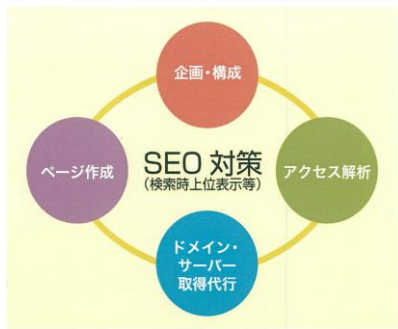 企画・構成
SEO 対策
(検索時上位表示等)
ページ作成
アクセス解析
ドメイン・
サーバー
取得代行